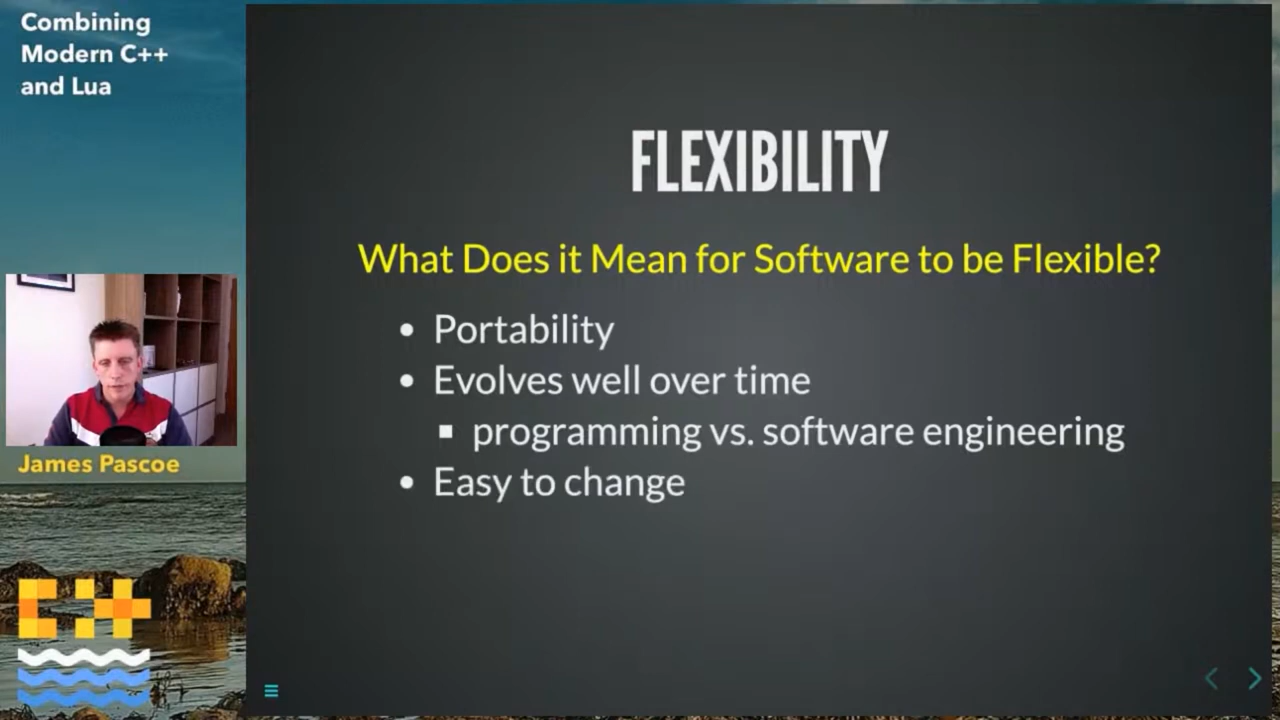 Combining
Modern C++
and Lua
FLEXIBILITY
What Does it Mean for Software to be Flexible?
• Portability
• Evolves well over time
▪ programming vs. software engineering
• Easy to change
James Pascoe
C++